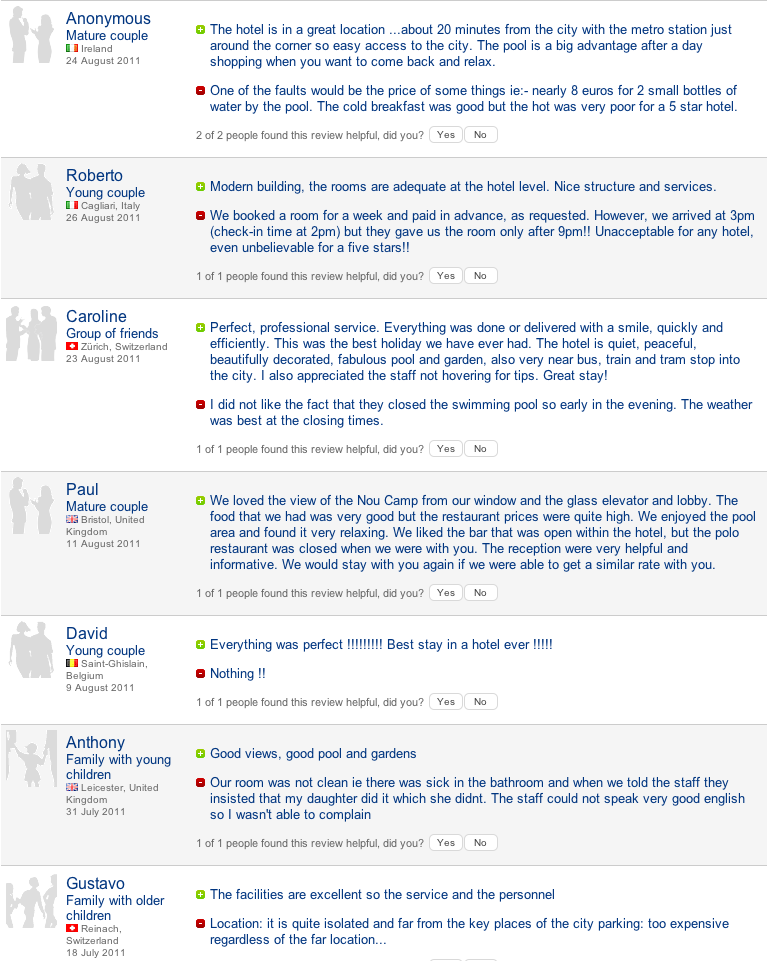 Anonymous
Mature couple
Ireland
24 August 2011
The hotel is in a great location ...about 20 minutes from the city with the metro station just
around the corner so easy access to the city. The pool is a big advantage after a day
shopping when you want to come back and relax.
One of the faults would be the price of some things ie:- nearly 8 euros for 2 small bottles of
water by the pool. The cold breakfast was good but the hot was very poor for a 5 star hotel.
2 of 2 people found this review helpful, did you? Yes No
Roberto
Young couple
Cagliari, Italy
26 August 2011
Modern building, the rooms are adequate at the hotel level. Nice structure and services.
We booked a room for a week and paid in advance, as requested. However, we arrived at 3pm
(check-in time at 2pm) but they gave us the room only after 9pm!! Unacceptable for any hotel,
even unbelievable for a five stars!!
1 of 1 people found this review helpful, did you? Yes No
Caroline
Group of friends
Zürich, Switzerland
23 August 2011
Perfect, professional service. Everything was done or delivered with a smile, quickly and
efficiently. This was the best holiday we have ever had. The hotel is quiet, peaceful,
beautifully decorated, fabulous pool and garden, also very near bus, train and tram stop into
the city. I also appreciated the staff not hovering for tips. Great stay!
I did not like the fact that they closed the swimming pool so early in the evening. The weather
was best at the closing times.
1 of 1 people found this review helpful, did you? Yes No
Paul
Mature couple
Bristol, United
Kingdom
11 August 2011
We loved the view of the Nou Camp from our window and the glass elevator and lobby. The
food that we had was very good but the restaurant prices were quite high. We enjoyed the pool
area and found it very relaxing. We liked the bar that was open within the hotel, but the polo
restaurant was closed when we were with you. The reception were very helpful and
informative. We would stay with you again if we were able to get a similar rate with you.
1 of 1 people found this review helpful, did you? Yes No
David
Young couple
Saint-Ghislain,
Belgium
9 August 2011
Everything was perfect !!!!!!!!! Best stay in a hotel ever !!!!!
Nothing !!
1 of 1 people found this review helpful, did you? Yes No
Anthony
Family with young
children
Leicester, United
Kingdom
31 July 2011
Good views, good pool and gardens
Our room was not clean ie there was sick in the bathroom and when we told the staff they
insisted that my daughter did it which she didnt. The staff could not speak very good english
so I wasn't able to complain
1 of 1 people found this review helpful, did you? Yes No
Gustavo
Family with older
children
Reinach,
Switzerland
18 July 2011
The facilities are excellent so the service and the personnel
Location: it is quite isolated and far from the key places of the city parking: too expensive
regardless of the far location...